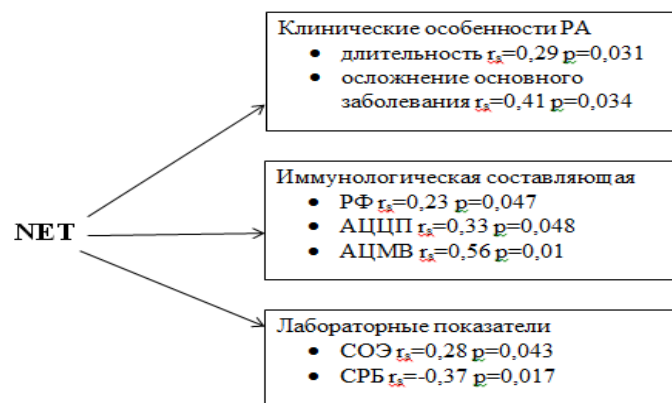 Клинические особенности РА
• длительность rs=0,29 p=0,031
• осложнение основного
заболевания rs=0,41 p=0,034
Иммунологическая составляющая
• РФ rs=0,23 p=0,047
• АЦЦП rs=0,33 p=0,048
• АЦМВ rs=0,56 p=0,01
NET
Лабораторные показатели
• СОЭ rs=0,28 p=0,043
• СРБ rs=-0,37 p=0,017